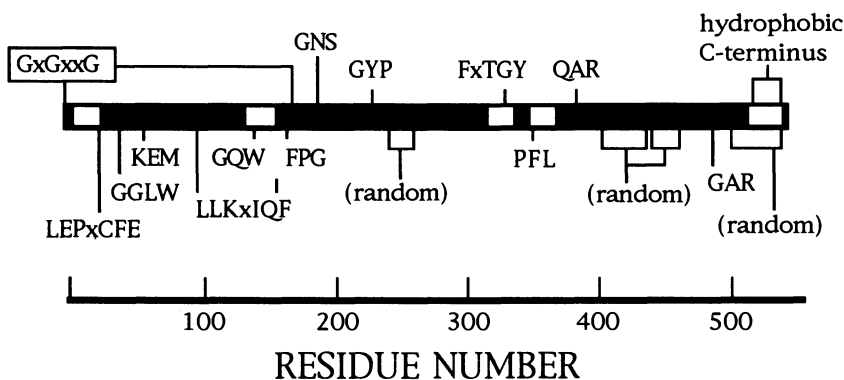 hydrophobic
C-terminus
GNS
GxGxxG
GYP
FxTGY
QAR
KEM
GQW
FPG
PFL
GGLW
(random)
(random)
GAR
LLKxIQF
LEPxCFE
(random)
100
200
300
400
500
RESIDUE NUMBER